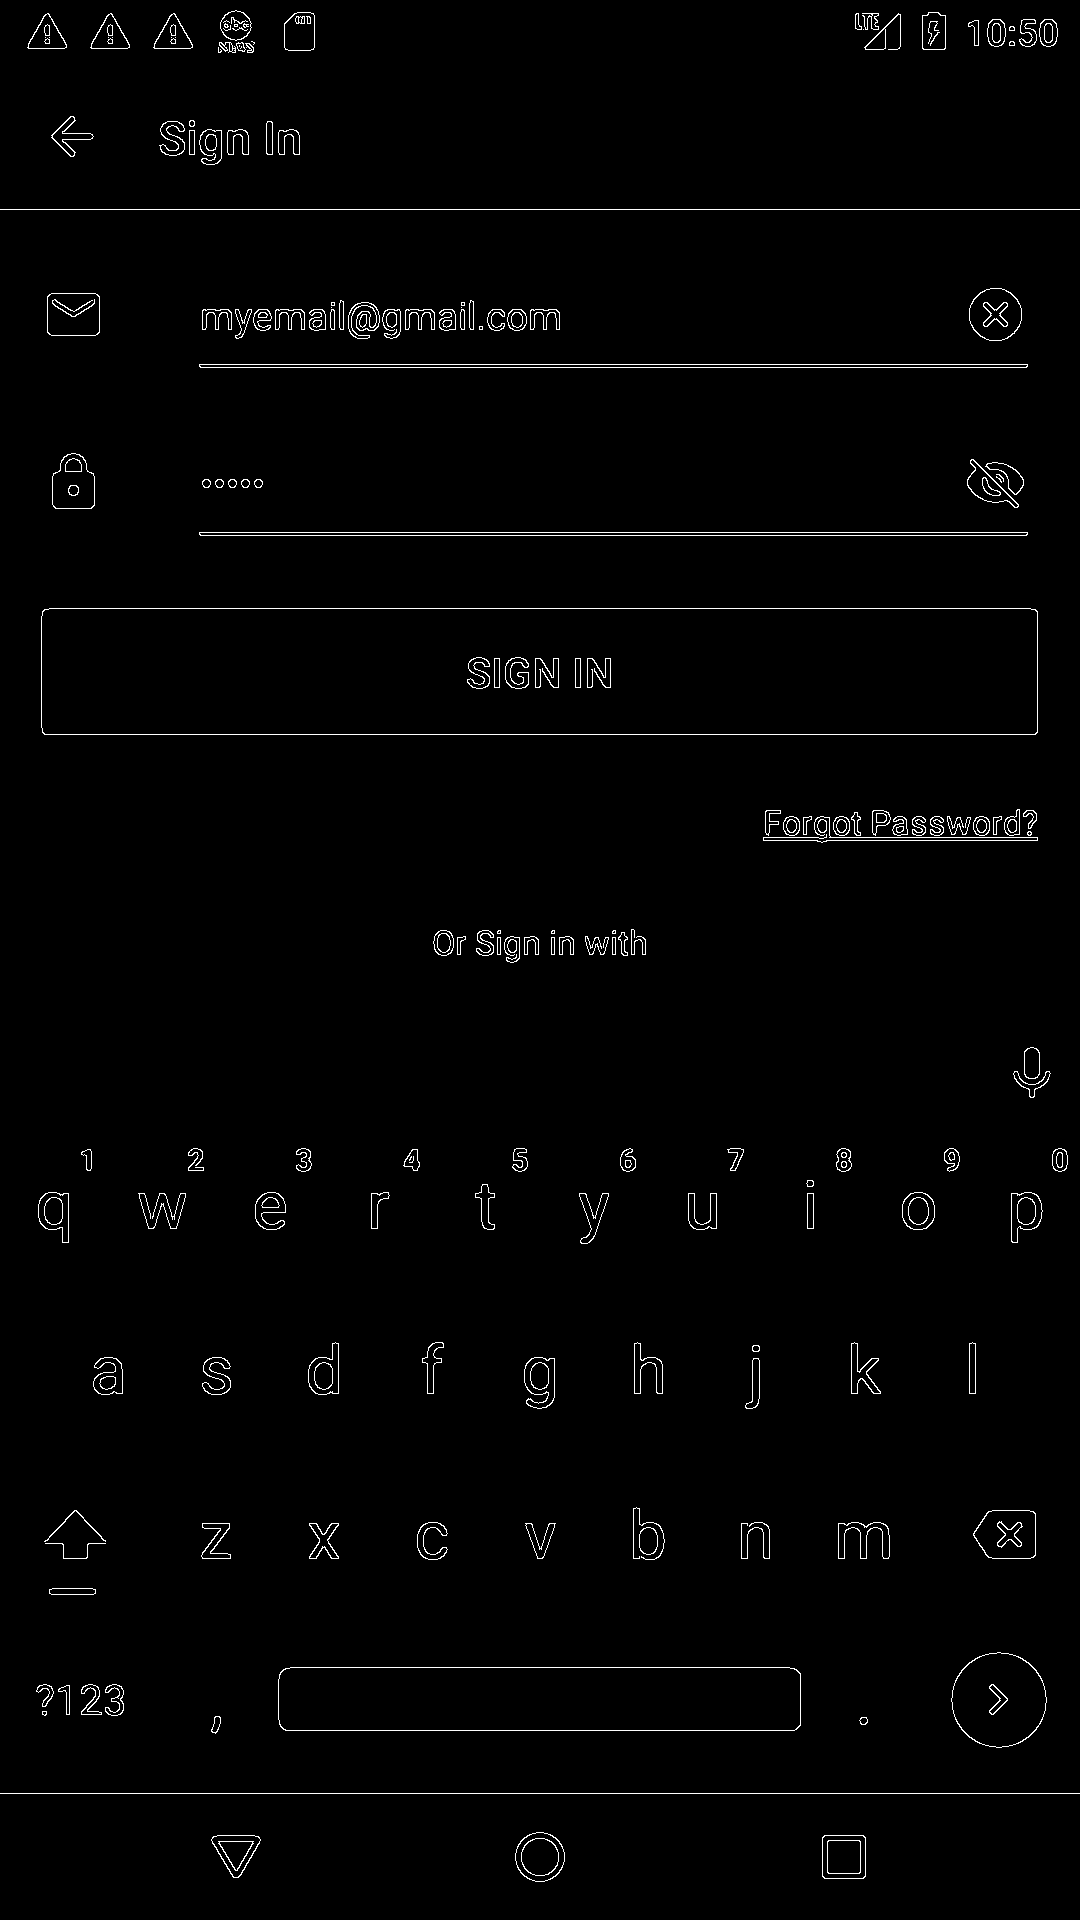 abc NEWS LTE 10:50
Sign In
myemail@gmail.com
•••••
SIGN IN
Forgot Password?
Or Sign in with
1 2 3 4 5 6 7 8 9 0
q w e r t y u i o p
a s d f g h j k l
z x c v b n m
?123 , .